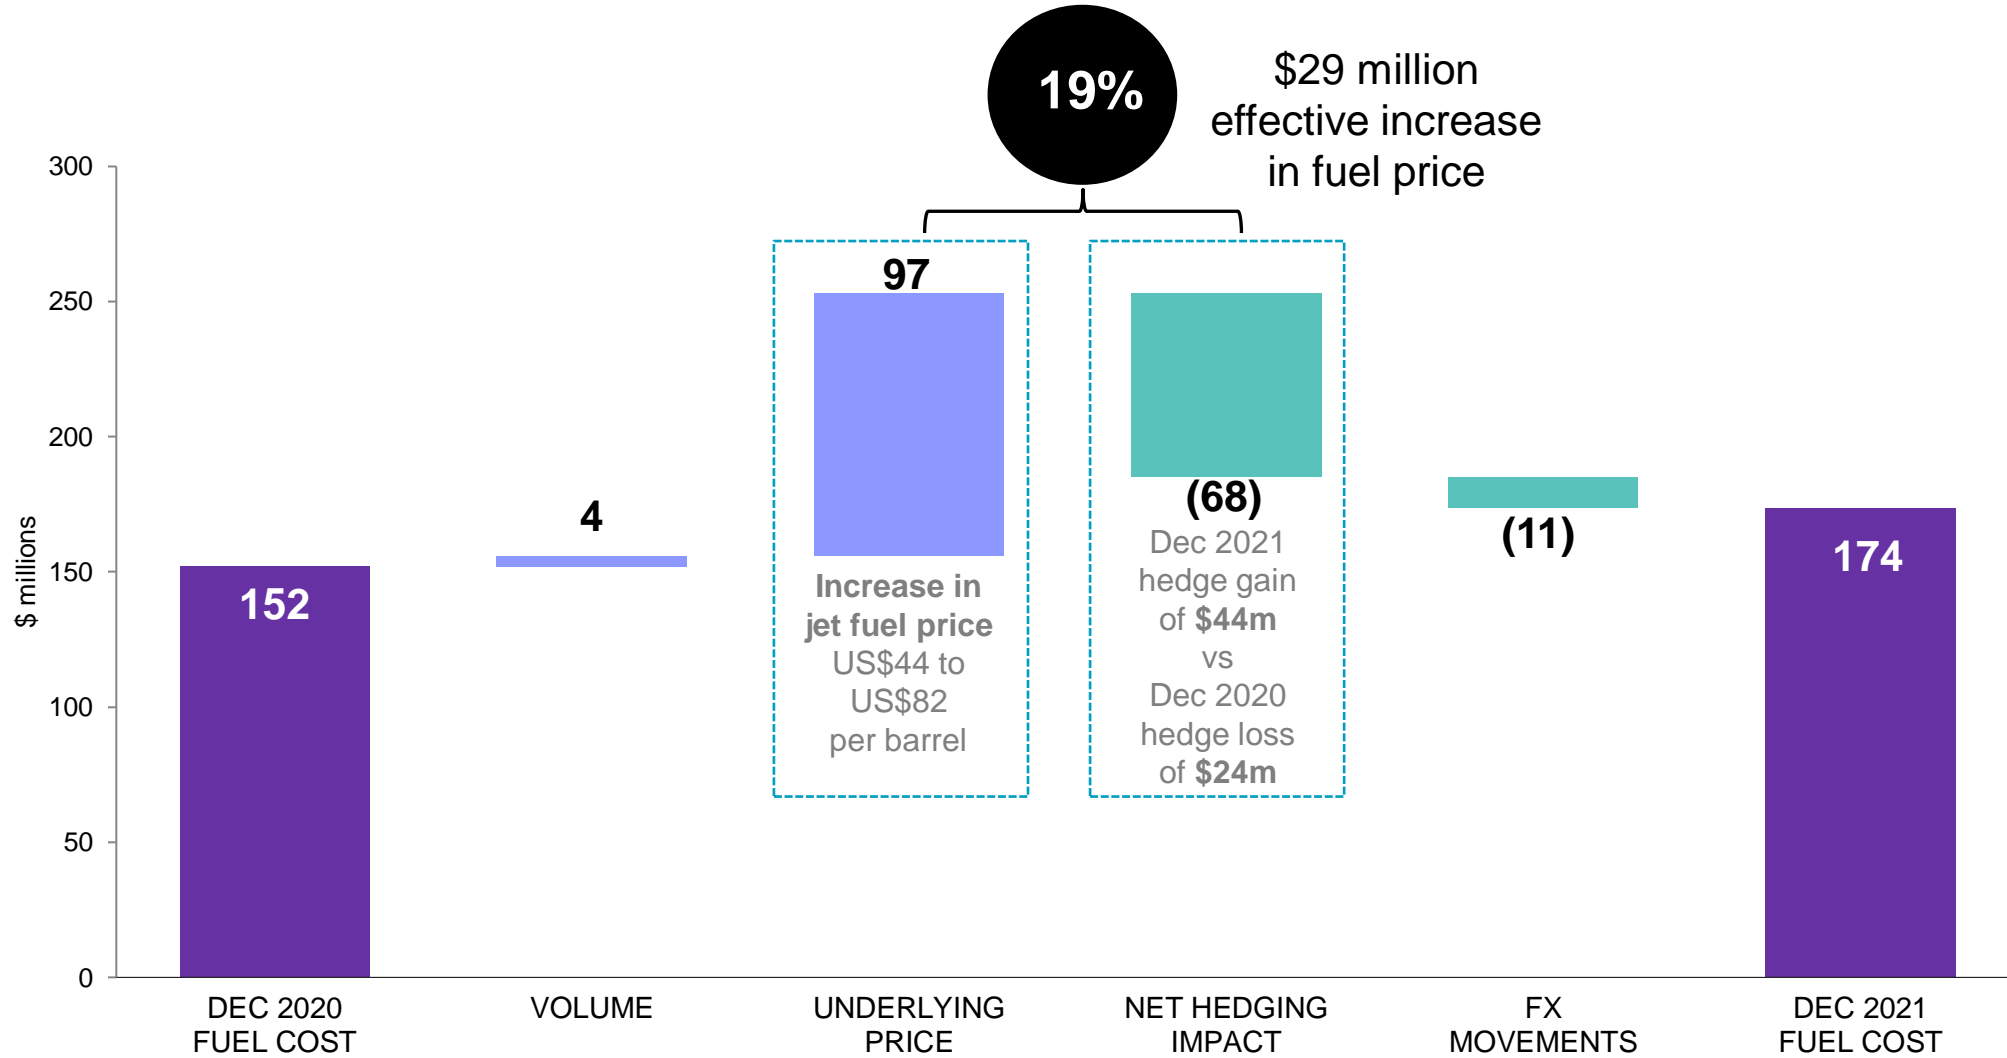 19%
$29 million
effective increase
in fuel price
$ millions
300
250
200
150
100
50
0
152
4
97
Increase in
jet fuel price
US$44 to
US$82
per barrel
(68)
Dec 2021
hedge gain
of $44m
vs
Dec 2020
hedge loss
of $24m
(11)
174
DEC 2020
FUEL COST
VOLUME
UNDERLYING
PRICE
NET HEDGING
IMPACT
FX
MOVEMENTS
DEC 2021
FUEL COST